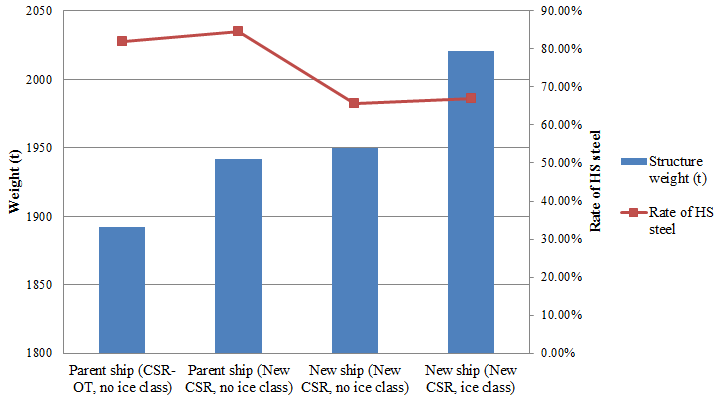 2050
2000
1950
1900
1850
1800
Weight (t)
90.00%
80.00%
70.00%
60.00%
50.00%
40.00%
30.00%
20.00%
10.00%
0.00%
Rate of HS steel
Structure
weight (t)
Rate of HS
steel
Parent ship (CSR-
OT, no ice class)
Parent ship (New
CSR, no ice class)
New ship (New
CSR, no ice class)
New ship (New
CSR, ice class)